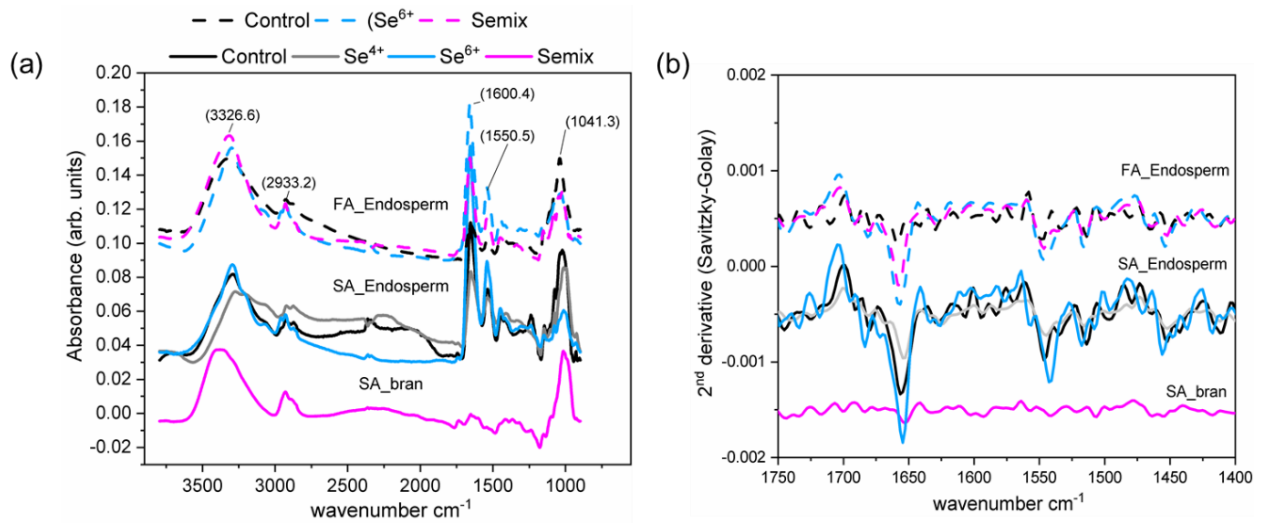 Control (Se6+ Semix
Control Se4+ Se6+ Semix
(a)
Absorbance (arb. units)
0.20
0.18
0.16
0.14
0.12
0.10
0.08
0.06
0.04
0.02
0.00
-0.02
(3326.6)
(2933.2)
(1600.4)
(1550.5)
(1041.3)
FA_Endosperm
SA_Endosperm
SA_bran
3500 3000 2500 2000 1500 1000
wavenumber cm-1
(b)
2nd derivative (Savitzky-Golay)
0.002
0.001
0.000
-0.001
-0.002
FA_Endosperm
SA_Endosperm
SA_bran
1750 1700 1650 1600 1550 1500 1450 1400
wavenumber cm-1